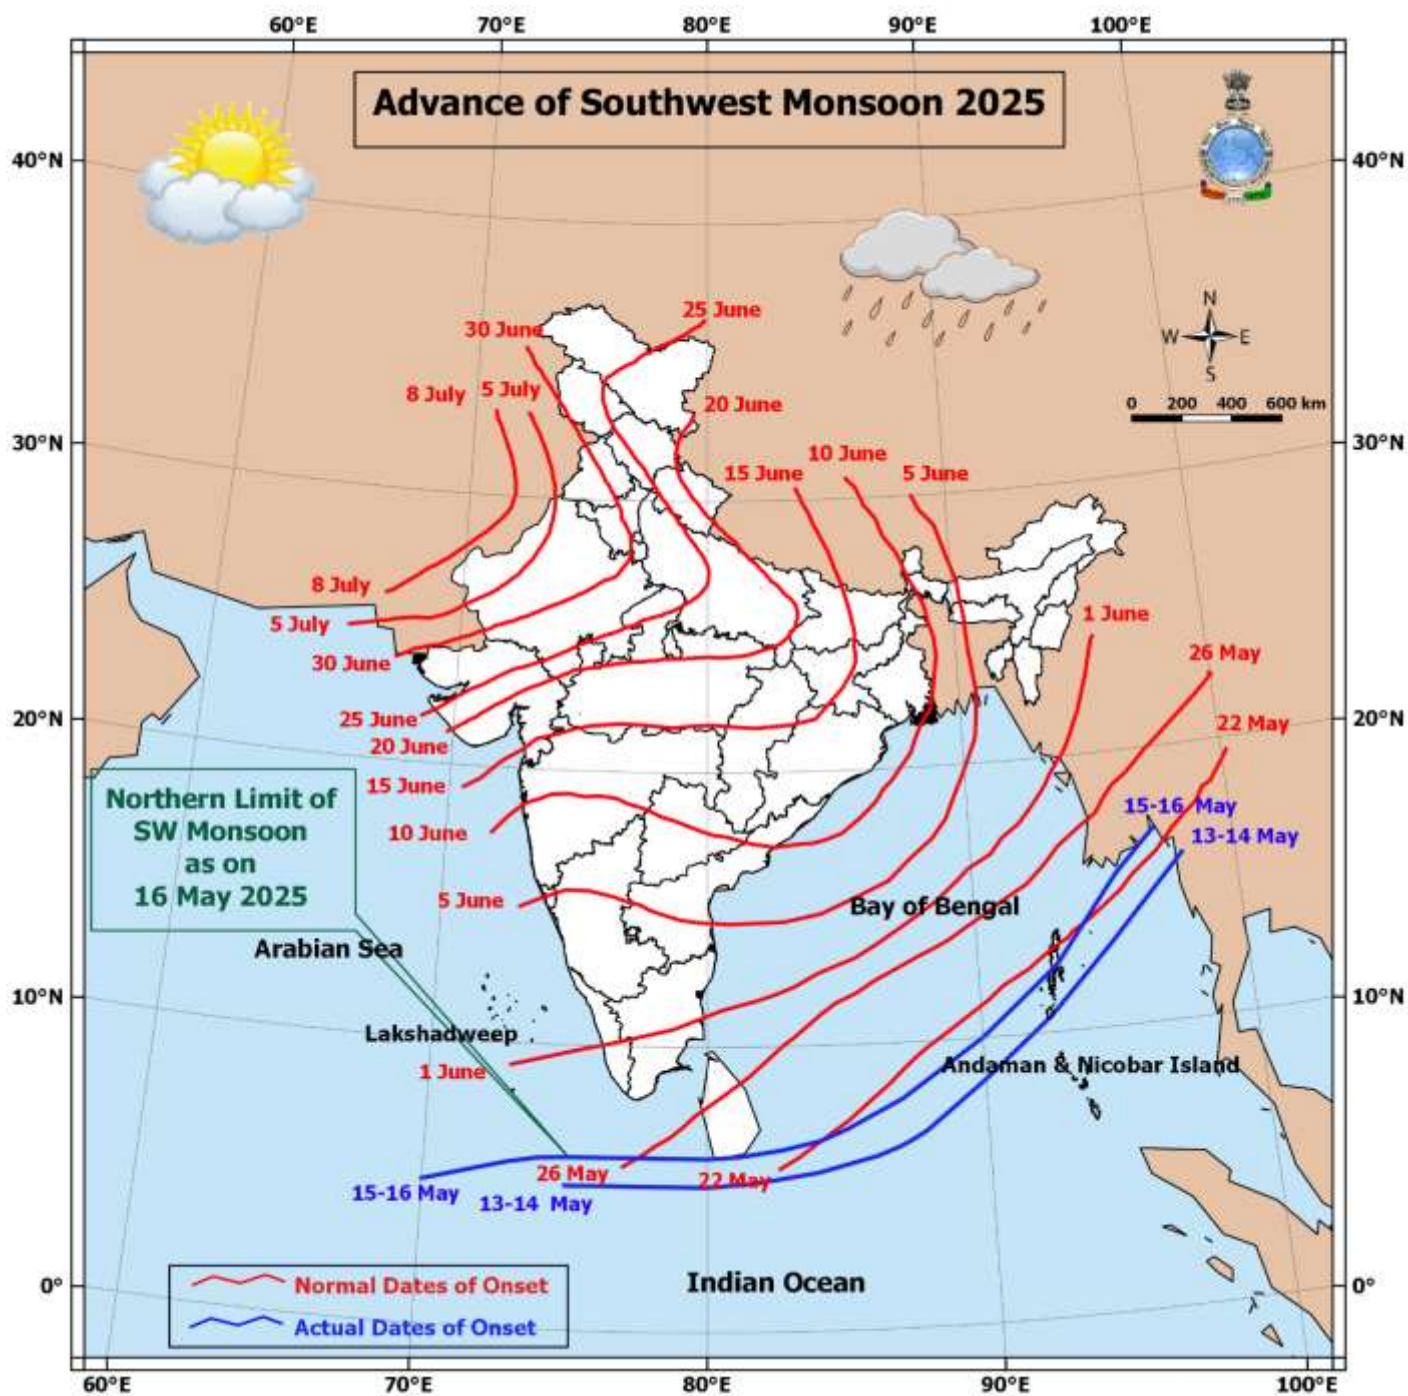 60°E 70°E 80°E 90°E 100°E
Advance of Southwest Monsoon 2025
40°N 40°N
N
W E
S
25 June
30 June
8 July 5 July
20 June
0 200 400 600 km
30°N 30°N
10 June
15 June 5 June
8 July
5 July
1 June
30 June
26 May
25 June
20°N 20°N
22 May
20 June
15 June
Northern Limit of
SW Monsoon
as on
16 May 2025
15-16 May
10 June
13-14 May
5 June
Bay of Bengal
Arabian Sea
10°N 10°N
Lakshadweep
1 June
Andaman & Nicobar Island
26 May
22 May
15-16 May
13-14 May
0° 0°
Indian Ocean
Normal Dates of Onset
Actual Dates of Onset
60°E 70°E 80°E 90°E 100°E